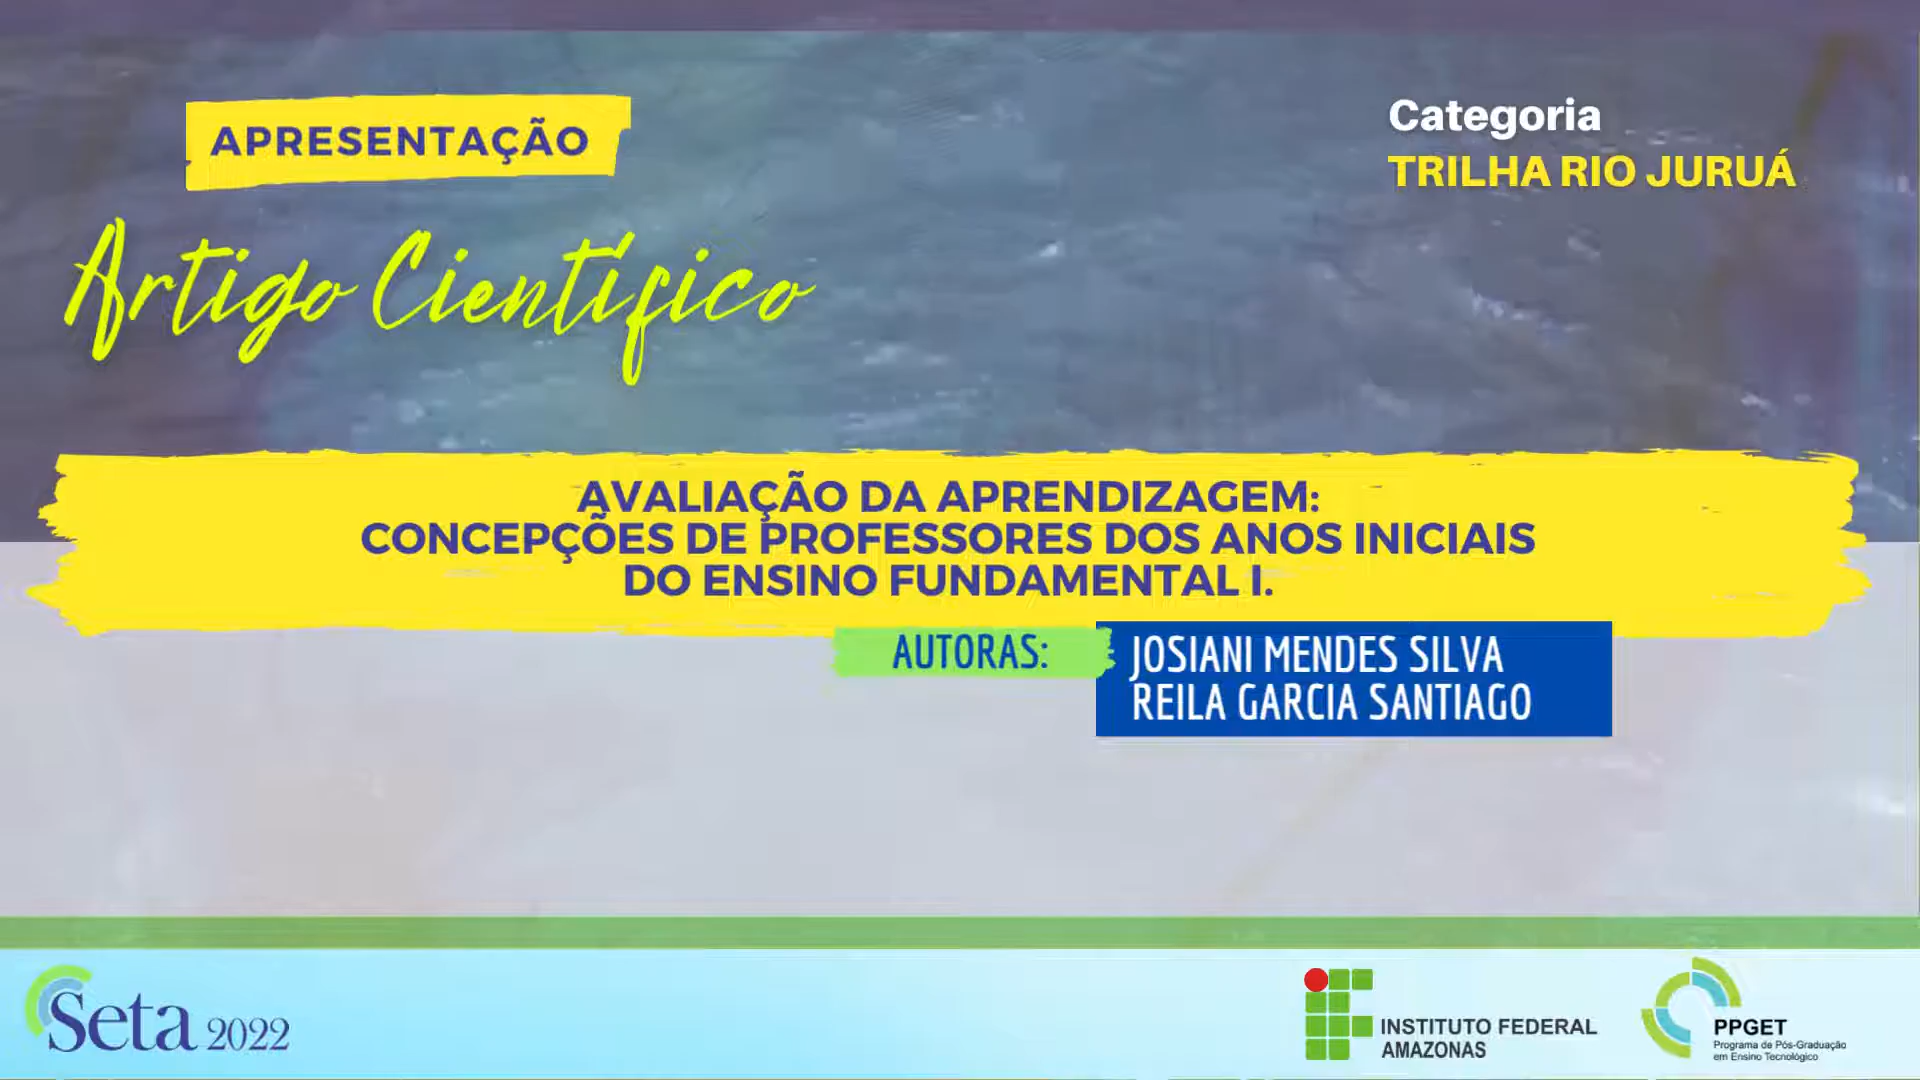 APRESENTAÇÃO
Artigo Científico
Categoria
TRILHA RIO JURUÁ
AVALIAÇÃO DA APRENDIZAGEM:
CONCEPÇÕES DE PROFESSORES DOS ANOS INICIAIS
DO ENSINO FUNDAMENTAL I.
AUTORAS:
JOSIANI MENDES SILVA
REILA GARCIA SANTIAGO
Seta 2022
INSTITUTO FEDERAL
AMAZONAS
PPGET
Programa de Pós-Graduação
em Ensino Tecnológico